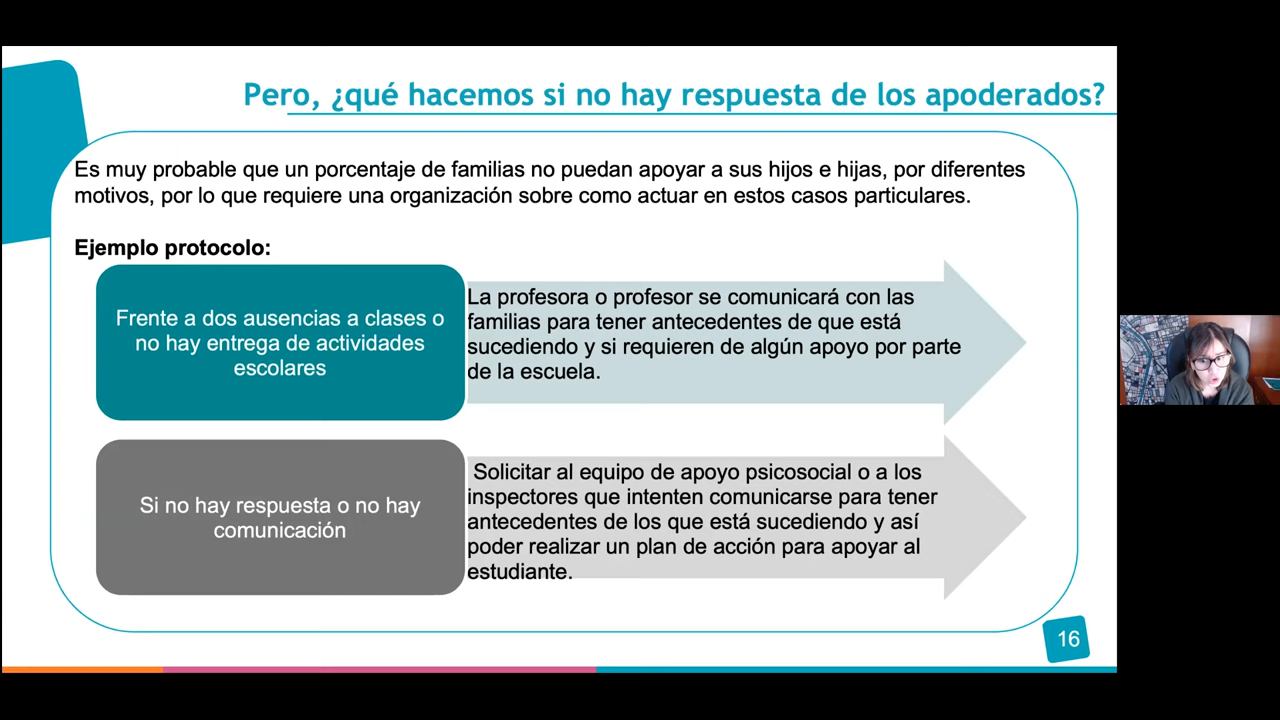 Pero, ¿qué hacemos si no hay respuesta de los apoderados?
Es muy probable que un porcentaje de familias no puedan apoyar a sus hijos e hijas, por diferentes
motivos, por lo que requiere una organización sobre como actuar en estos casos particulares.
Ejemplo protocolo:
Frente a dos ausencias a clases o
no hay entrega de actividades
escolares
La profesora o profesor se comunicará con las
familias para tener antecedentes de que está
sucediendo y si requieren de algún apoyo por parte
de la escuela.
Si no hay respuesta o no hay
comunicación
Solicitar al equipo de apoyo psicosocial o a los
inspectores que intenten comunicarse para tener
antecedentes de los que está sucediendo y así
poder realizar un plan de acción para apoyar al
estudiante.
16